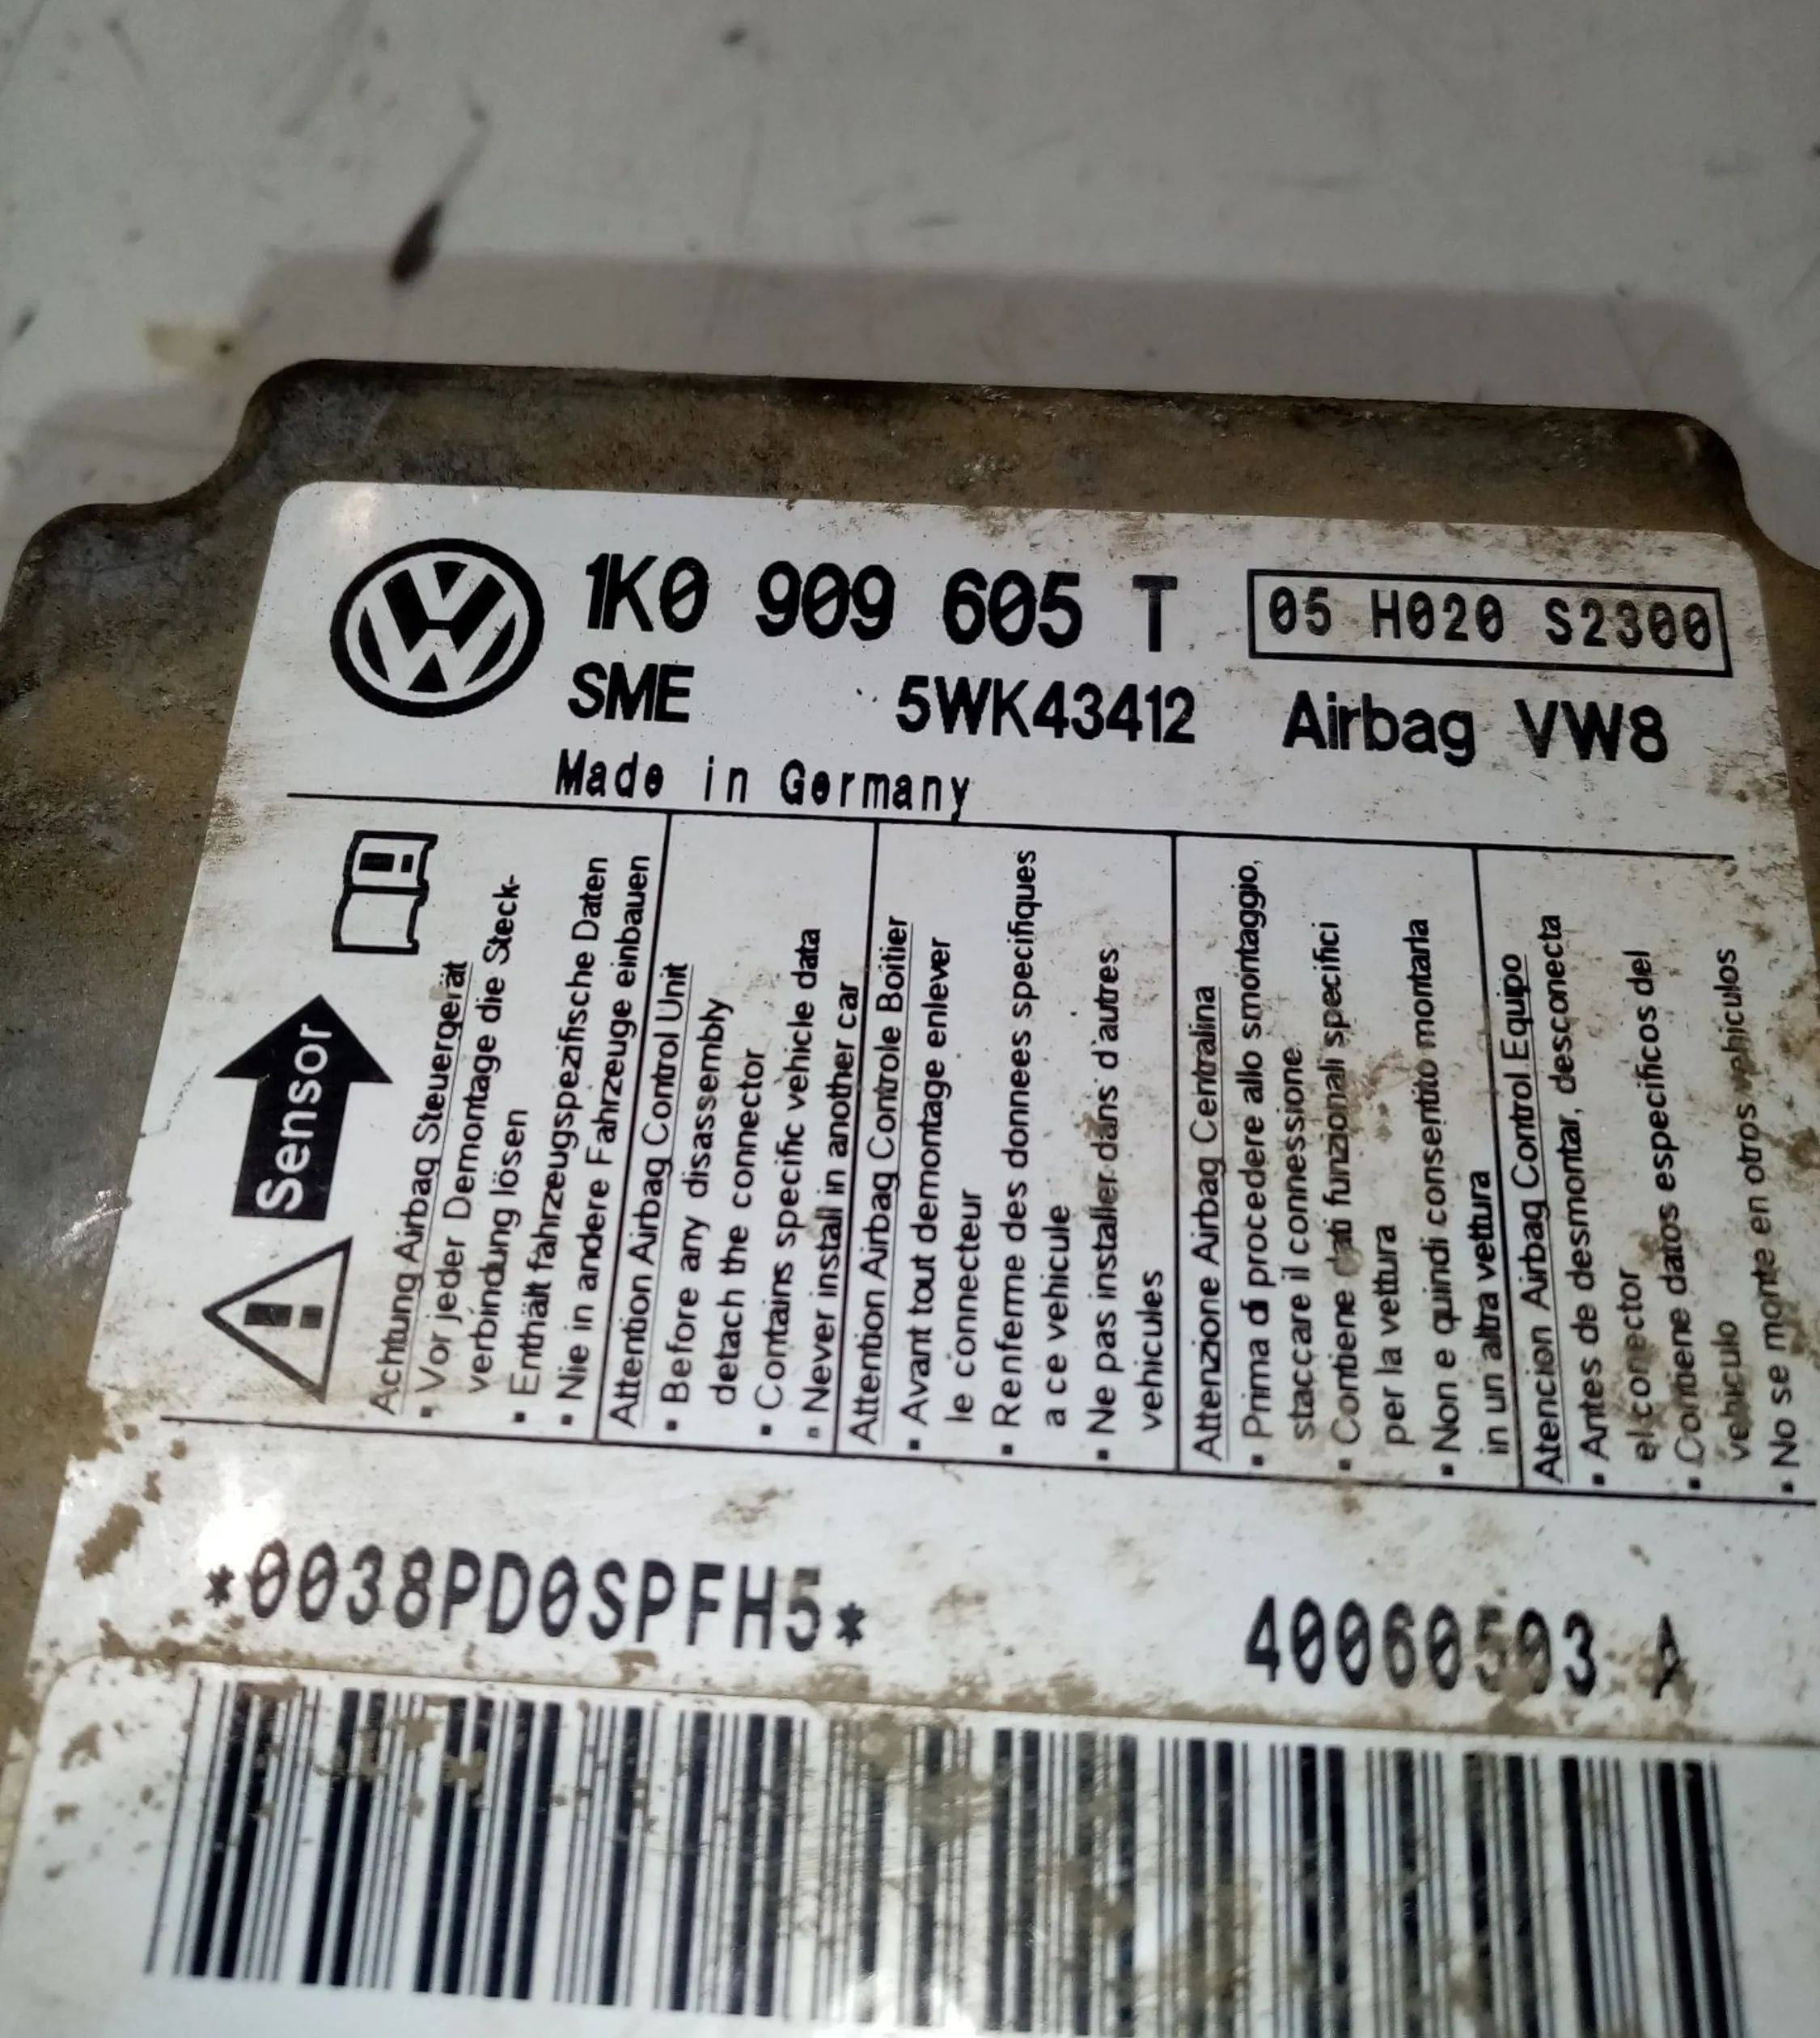 1K0 909 605 T
05 H020 S2300
SME 5WK43412 Airbag VW8
Made in Germany
Sensor
Achtung Airbag Steuergerät
▪ Vor jeder Demontage die Steck-
verbindung lösen
▪ Enthält fahrzeugspezifische Daten
▪ Nie in andere Fahrzeuge einbauen
Attention Airbag Control Unit
▪ Before any disassembly
detach the connector
▪ Contains specific vehicle data
▪ Never install in another car
Attention Airbag Controle Boitier
▪ Avant tout demontage enlever
le connecteur
▪ Renferme des donnees specifiques
a ce vehicule
▪ Ne pas installer dans d'autres
vehicules
Attenzione Airbag Centralina
▪ Prima di procedere allo smontaggio,
staccare il connessione
▪ Contiene dati funzionali specifici
per la vettura
▪ Non e quindi consentito montarla
in un altra vettura
Atencion Airbag Control Equipo
▪ Antes de desmontar, desconecta
el conector
▪ Contiene datos especificos del
vehiculo
▪ No se monte en otros vehiculos
*0038PD0SPFH5*